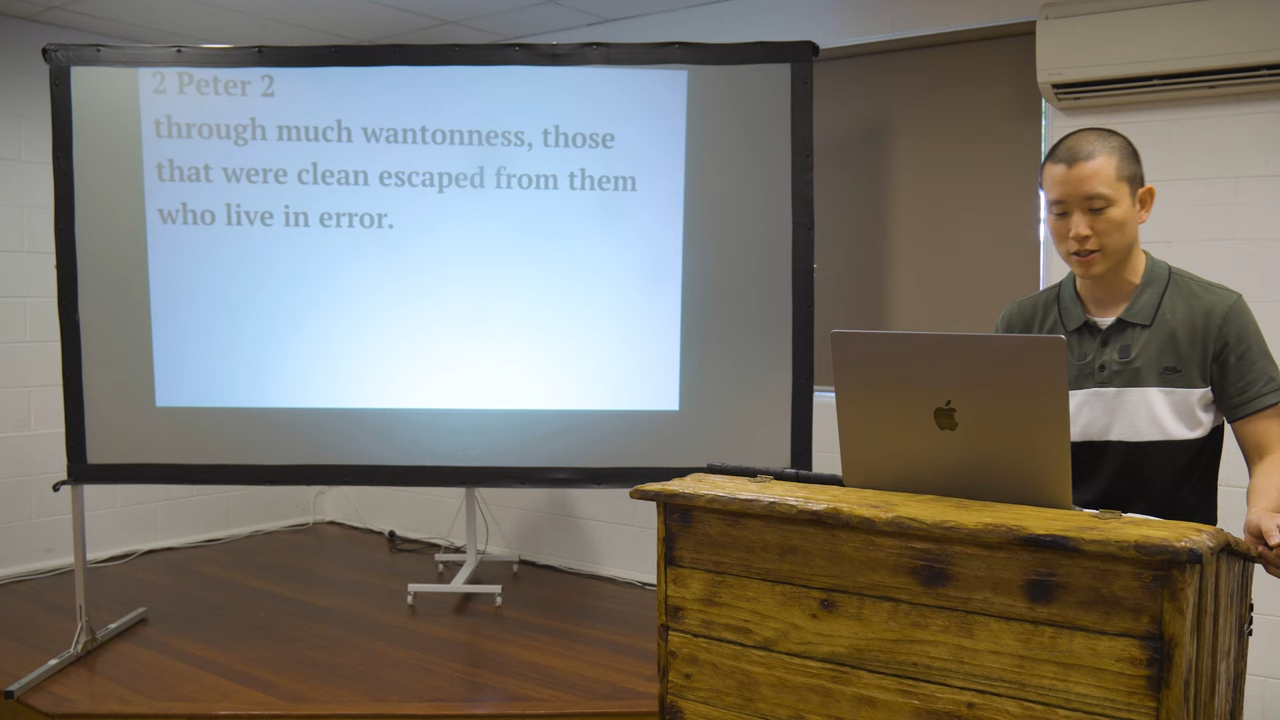 2 Peter 2
through much wantonness, those
that were clean escaped from them
who live in error.